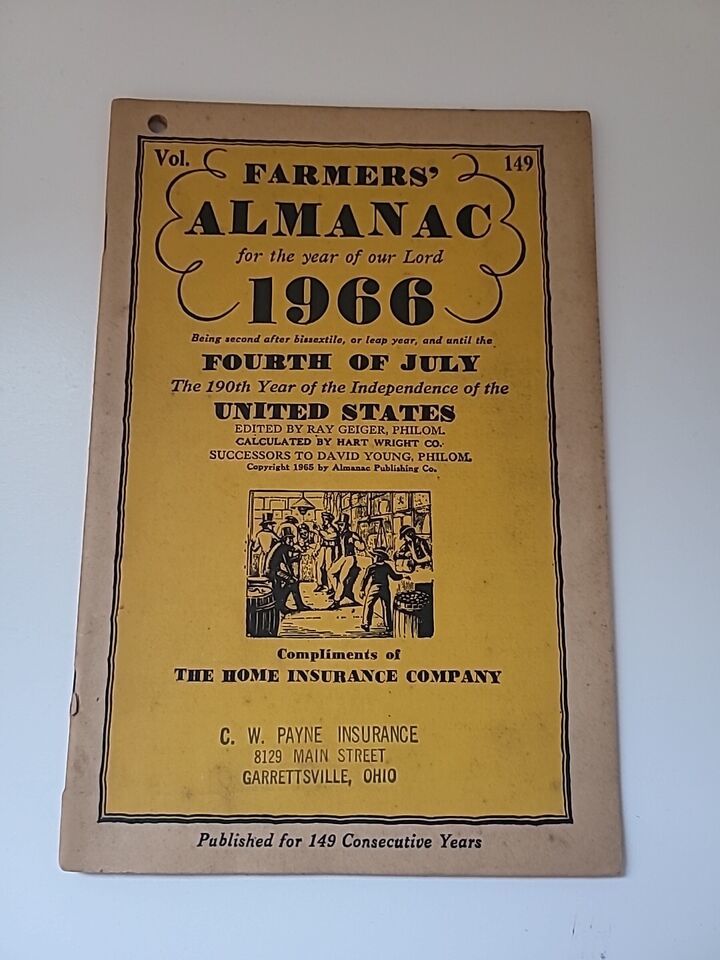 Vol. 149
FARMERS'
ALMANAC
for the year of our Lord
1966
Being second after bissextile, or leap year, and until the
FOURTH OF JULY
The 190th Year of the Independence of the
UNITED STATES
EDITED BY RAY GEIGER, PHILOM.
CALCULATED BY HART WRIGHT CO.
SUCCESSORS TO DAVID YOUNG, PHILOM.
Copyright 1965 by Almanac Publishing Co.
Compliments of
THE HOME INSURANCE COMPANY
C. W. PAYNE INSURANCE
8129 MAIN STREET
GARRETTSVILLE, OHIO
Published for 149 Consecutive Years